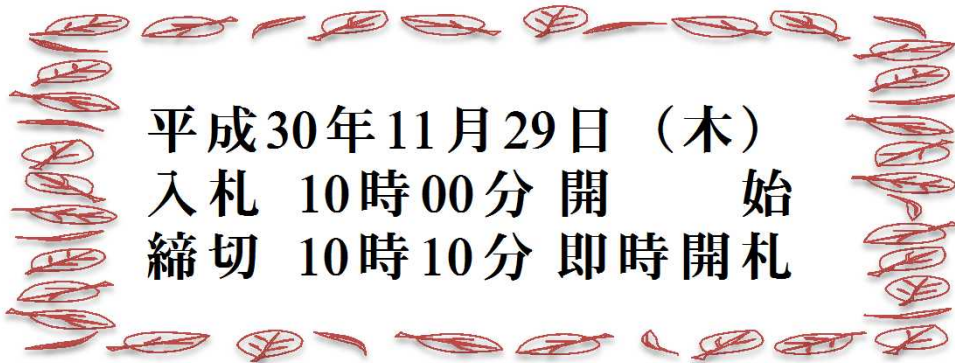 平成30年11月29日（木）
入札 10時00分 開　　始
締切 10時10分 即時開札